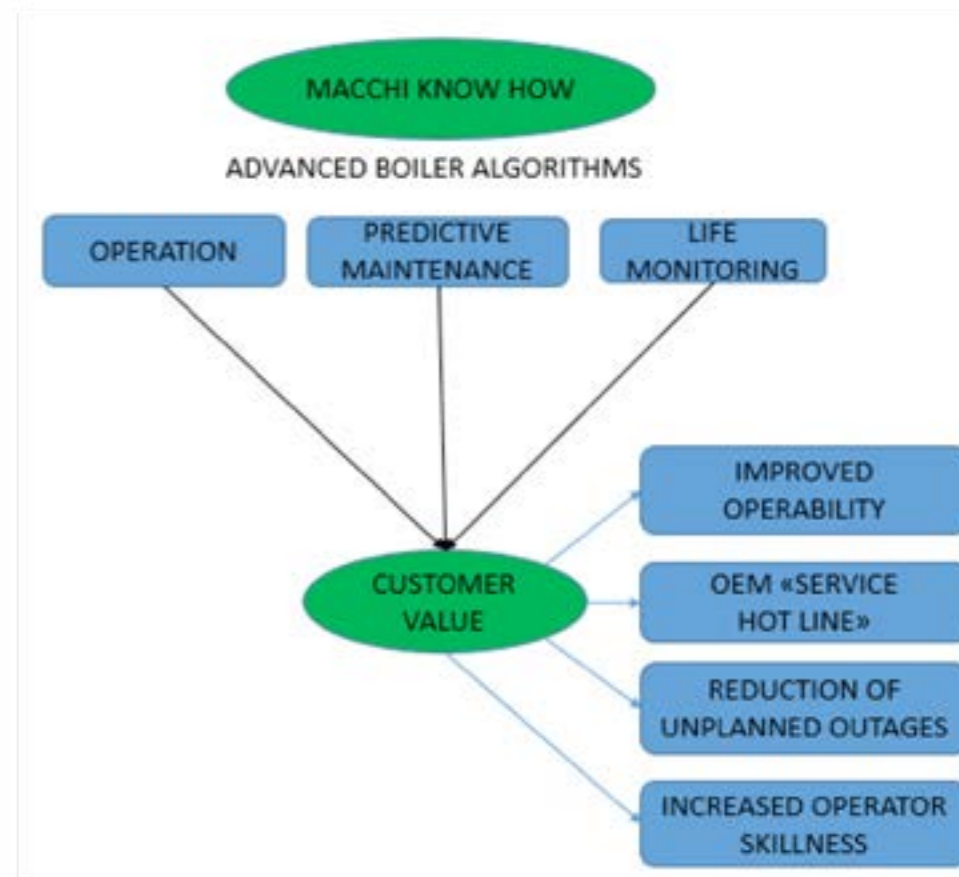 MACCHI KNOW HOW
ADVANCED BOILER ALGORITHMS
OPERATION
PREDICTIVE
MAINTENANCE
LIFE
MONITORING
CUSTOMER
VALUE
IMPROVED
OPERABILITY
OEM «SERVICE
HOT LINE»
REDUCTION OF
UNPLANNED OUTAGES
INCREASED OPERATOR
SKILLNESS